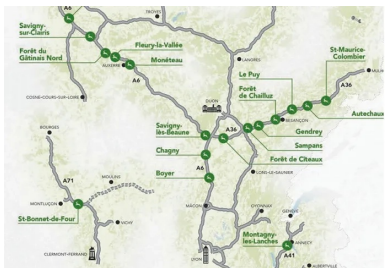 A6
TROYES
Savigny-
sur-Clairis
Fleury-la-Vallée
Forêt du
Gâtinais Nord
Monéteau
AUXERRE
A6
LANGRES
St-Maurice-
Colombier
Le Puy
A36
Forêt
de Chailluz
COSNE-COURS-SUR-LOIRE
DIJON
BESANÇON
Autechaux
Savigny-
lès-Beaune
A36
Gendrey
Sampans
BOURGES
Chagny
Forêt de Cîteaux
A6
LONS-LE-SAUNIER
A71
MOULINS
Boyer
MONTLUÇON
MÂCON
OYONNAX
GENÈVE
St-Bonnet-de-Four
VICHY
Montagny-
les-Lanches
ANNECY
A41
CLERMONT-FERRAND
LYON
ALBERTVILLE